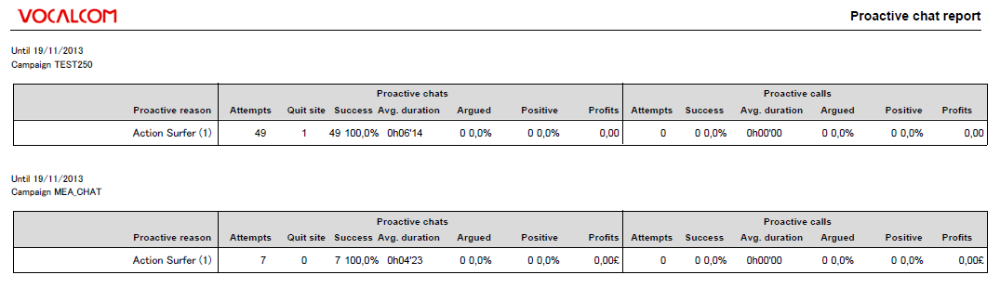 VOCALCOM Proactive chat report
Until 19/11/2013
Campaign TEST250
Proactive chats Proactive calls
Proactive reason Attempts Quit site Success Avg. duration Argued Positive Profits Attempts Success Avg. duration Argued Positive Profits
Action Surfer (1) 49 1 49 100,0% 0h06'14 0 0,0% 0 0,0% 0,00 0 0 0,0% 0h00'00 0 0,0% 0 0,0% 0,00
Until 19/11/2013
Campaign MEA_CHAT
Proactive chats Proactive calls
Proactive reason Attempts Quit site Success Avg. duration Argued Positive Profits Attempts Success Avg. duration Argued Positive Profits
Action Surfer (1) 7 0 7 100,0% 0h04'23 0 0,0% 0 0,0% 0,00£ 0 0 0,0% 0h00'00 0 0,0% 0 0,0% 0,00£